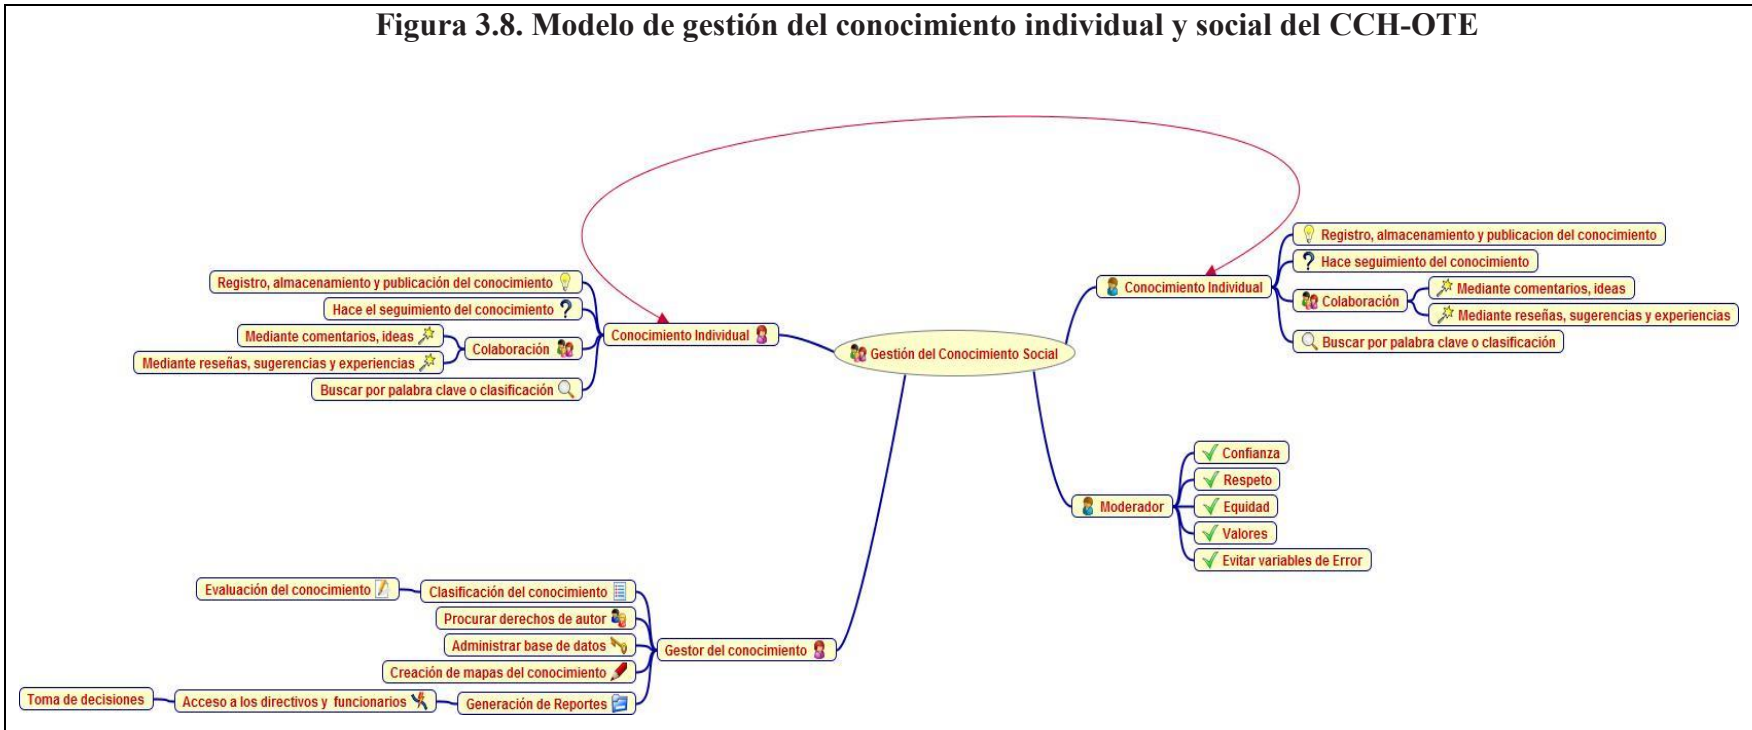 Figura 3.8. Modelo de gestión del conocimiento individual y social del CCH-OTE
Registro, almacenamiento y publicación del conocimiento
Hace el seguimiento del conocimiento
Mediante comentarios, ideas
Colaboración
Mediante reseñas, sugerencias y experiencias
Buscar por palabra clave o clasificación
Conocimiento Individual
Gestión del Conocimiento Social
Conocimiento Individual
Registro, almacenamiento y publicacion del conocimiento
Hace seguimiento del conocimiento
Colaboración
Mediante comentarios, ideas
Mediante reseñas, sugerencias y experiencias
Buscar por palabra clave o clasificación
Moderador
Confianza
Respeto
Equidad
Valores
Evitar variables de Error
Evaluación del conocimiento
Clasificación del conocimiento
Procurar derechos de autor
Administrar base de datos
Gestor del conocimiento
Creación de mapas del conocimiento
Toma de decisiones
Acceso a los directivos y funcionarios
Generación de Reportes